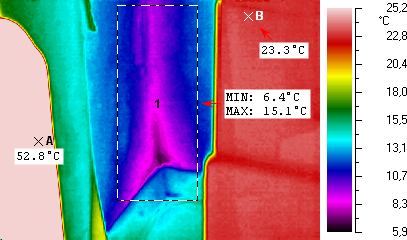 B
23.3°C
1
MIN: 6.4°C
MAX: 15.1°C
A
52.8°C
°C
25,2
22,8
20,4
18,0
15,5
13,1
10,7
8,3
5,9